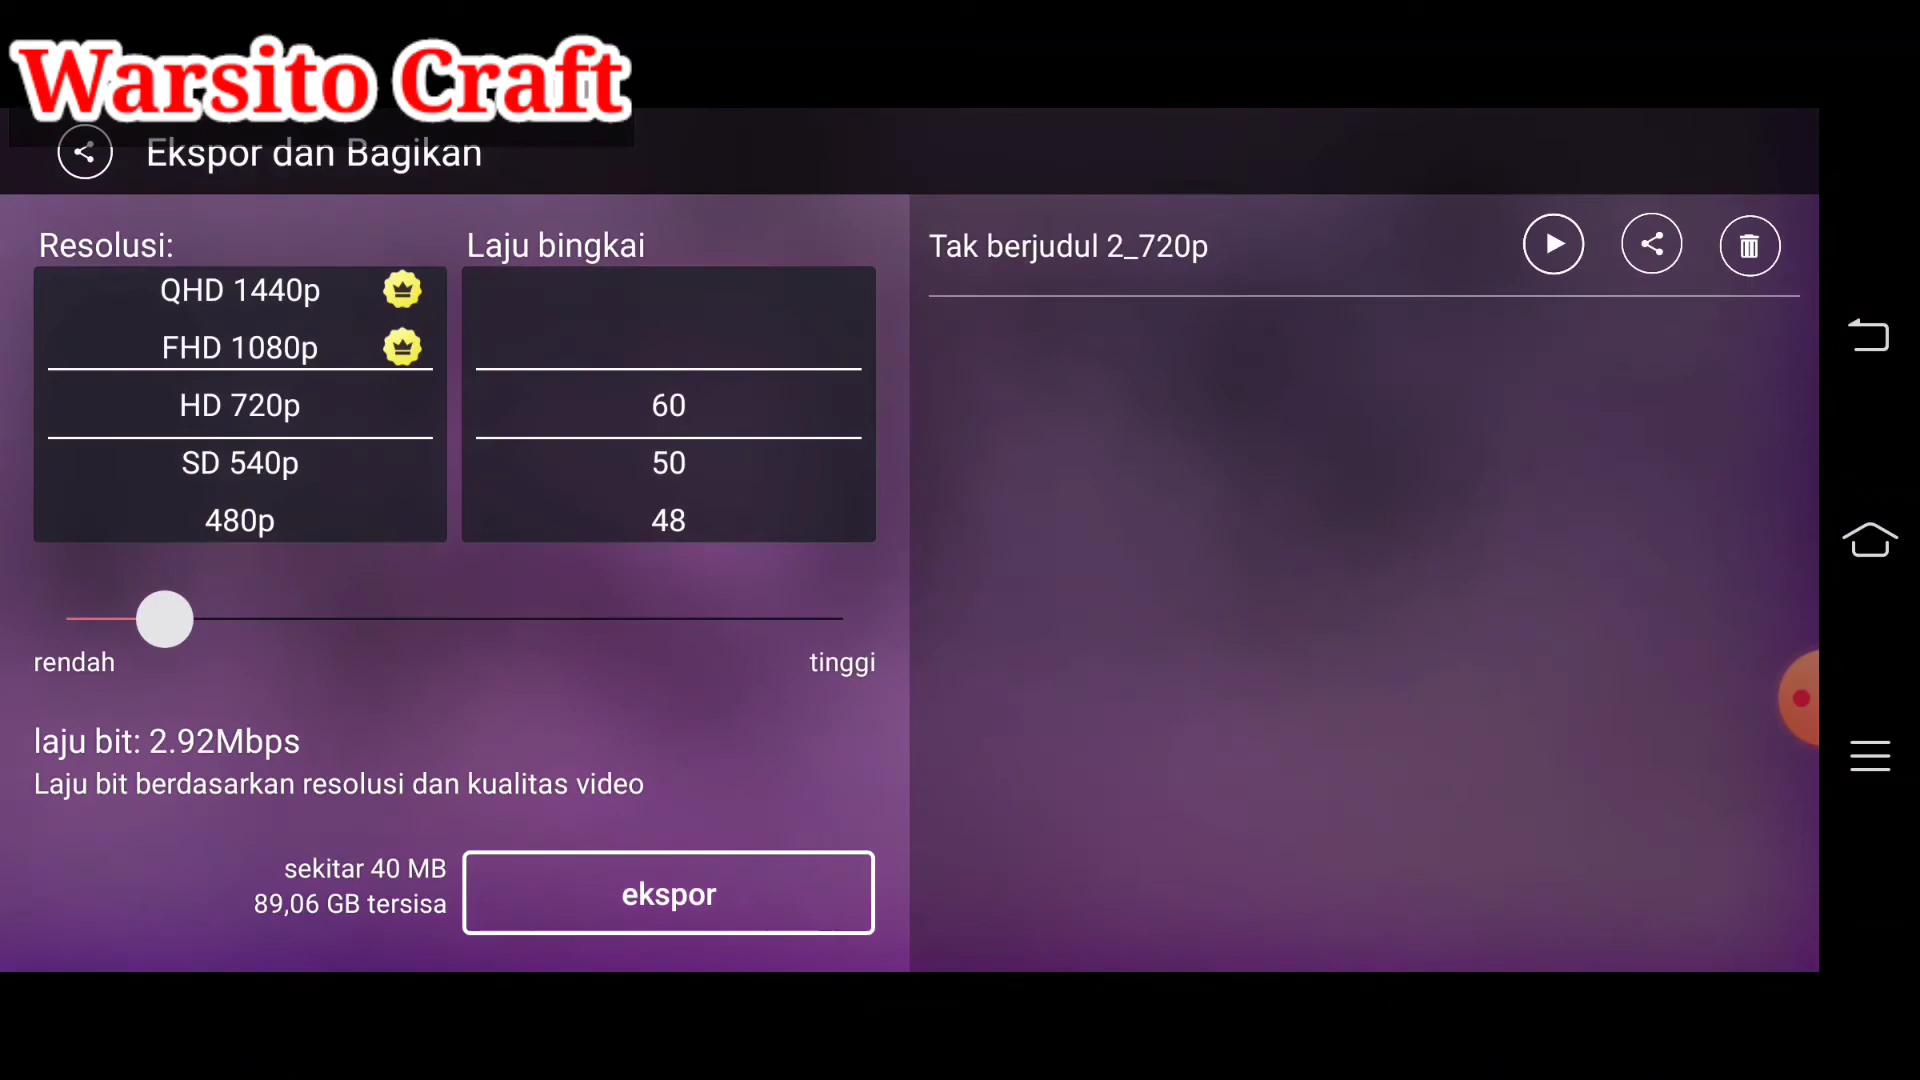 Warsito Craft
Ekspor dan Bagikan
Resolusi:
QHD 1440p
FHD 1080p
HD 720p
SD 540p
480p
Laju bingkai
60
50
48
rendah
tinggi
laju bit: 2.92Mbps
Laju bit berdasarkan resolusi dan kualitas video
sekitar 40 MB
89,06 GB tersisa
ekspor
Tak berjudul 2_720p